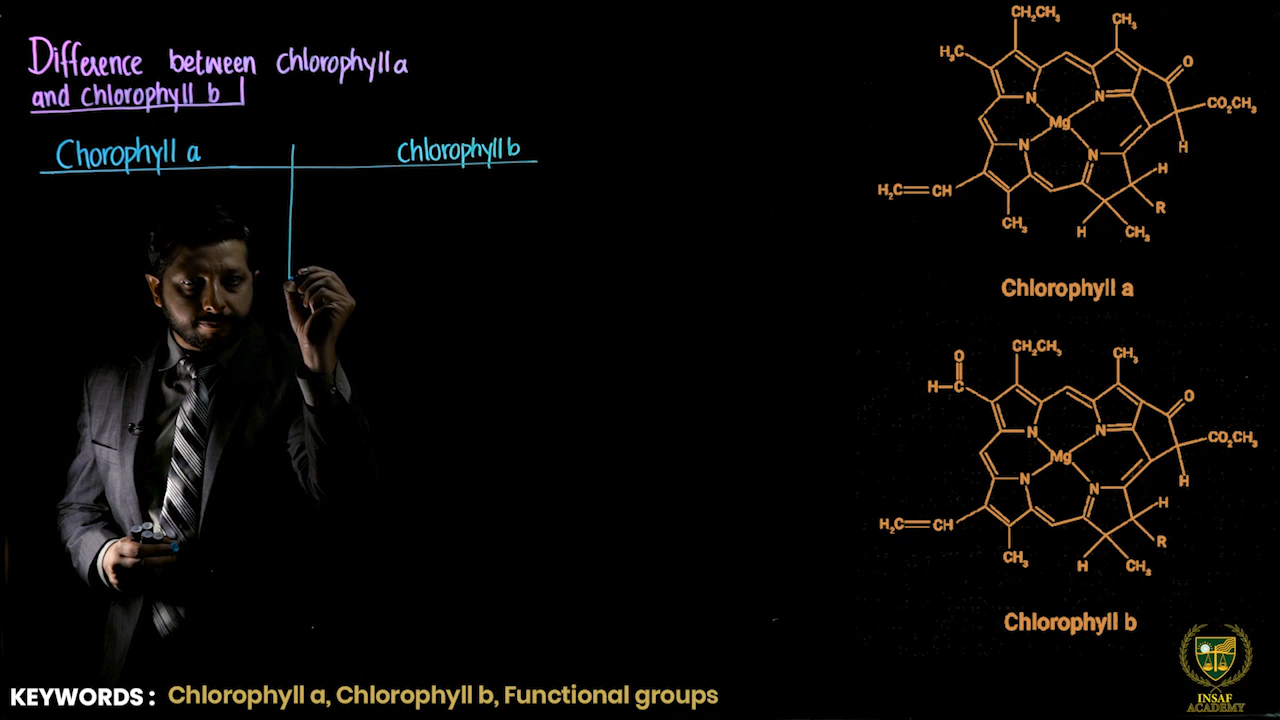 Difference between chlorophyll a
and chlorophyll b
Chorophyll a
Chlorophyll b
CH₂CH₃
CH₃
H₃C
O
N
N
Mg
CO₂CH₃
N
N
H
H
H₂C
CH
R
CH₃
H
CH₃
Chlorophyll a
O
CH₂CH₃
CH₃
H
C
O
N
N
CO₂CH₃
Mg
N
N
H
H
H₂C
CH
R
CH₃
H
CH₃
Chlorophyll b
KEYWORDS : Chlorophyll a, Chlorophyll b, Functional groups
INSAF
ACADEMY